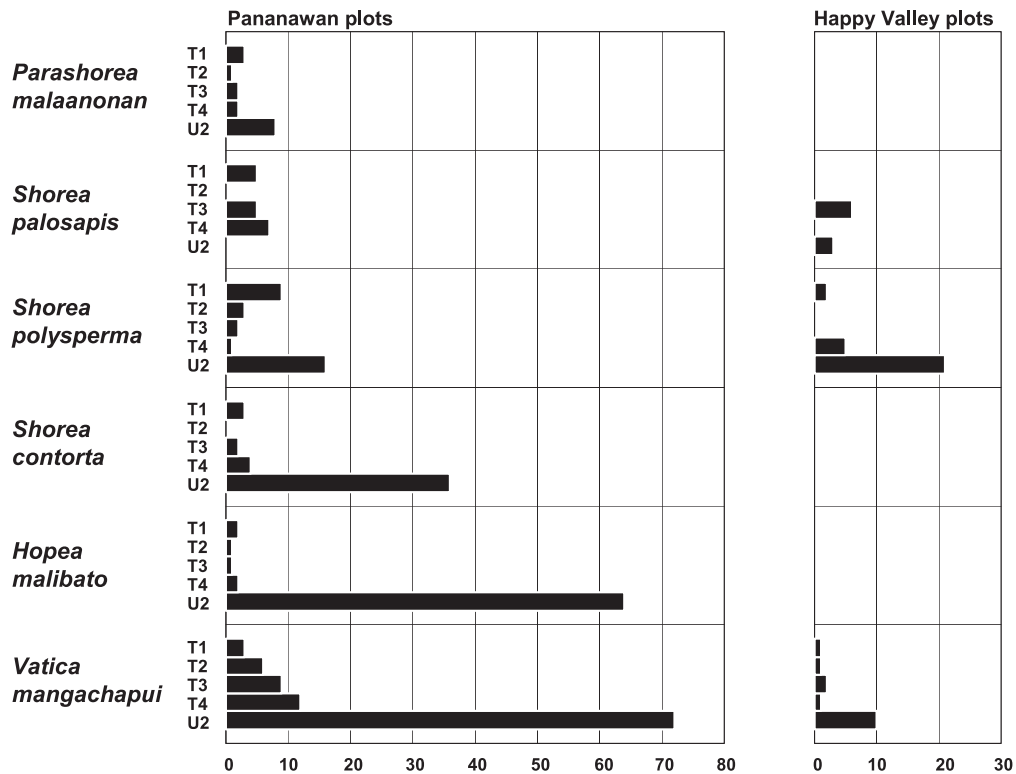 Pananawan plots
Happy Valley plots
Parashorea
malaanonan
T1
T2
T3
T4
U2
Shorea
palosapis
T1
T2
T3
T4
U2
Shorea
polysperma
T1
T2
T3
T4
U2
Shorea
contorta
T1
T2
T3
T4
U2
Hopea
malibato
T1
T2
T3
T4
U2
Vatica
mangachapui
T1
T2
T3
T4
U2
0 10 20 30 40 50 60 70 80
0 10 20 30